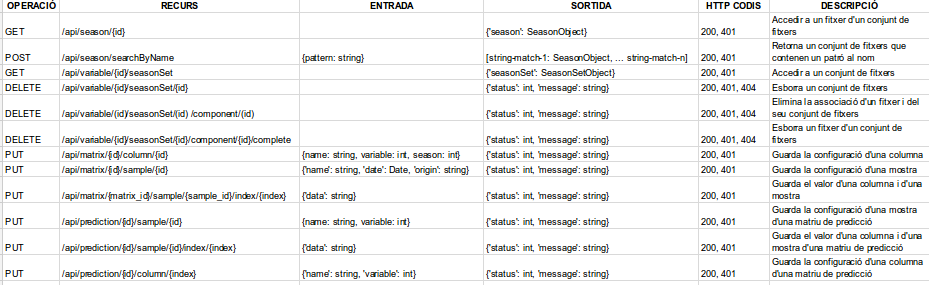 OPERACIÓ RECURS ENTRADA SORTIDA HTTP CODIS DESCRIPCIÓ
GET /api/season/{id} {'season': SeasonObject} 200, 401 Accedir a un fitxer d'un conjunt de
fitxers
POST /api/season/searchByName {pattern: string} [string-match-1: SeasonObject, ... string-match-n] 200, 401 Retorna un conjunt de fitxers que
contenen un patró al nom
GET /api/variable/{id}/seasonSet {'seasonSet': SeasonSetObject} 200, 401 Accedir a un conjunt de fitxers
DELETE /api/variable/{id}/seasonSet/{id} {'status': int, 'message': string} 200, 401, 404 Esborra un conjunt de fitxers
DELETE /api/variable/(id)/seasonSet/(id) /component/(id) {'status': int, 'message': string} 200, 401, 404 Elimina la associació d'un fitxer i del
seu conjunt de fitxers
DELETE /api/variable/{id}/seasonSet/{id}/component/{id}/complete {'status': int, 'message': string} 200, 401, 404 Esborra un fitxer d'un conjunt de
fitxers
PUT /api/matrix/{id}/column/{id} {name: string, variable: int, season: int} {'status': int, 'message': string} 200, 401 Guarda la configuració d'una columna
PUT /api/matrix/{id}/sample/{id} {'name': string, 'date': Date, 'origin': string} {'status': int, 'message': string} 200, 401 Guarda la configuració d'una mostra
PUT /api/matrix/{matrix_id}/sample/{sample_id}/index/{index} {'data': string} {'status': int, 'message': string} 200, 401 Guarda el valor d'una columna i d'una
mostra
PUT /api/prediction/{id}/sample/{id} {name: string, variable: int} {'status': int, 'message': string} 200, 401 Guarda la configuració d'una mostra
d'una matriu de predicció
PUT /api/prediction/{id}/sample/{id}/index/{index} {'data': string} {'status': int, 'message': string} 200, 401 Guarda el valor d'una columna i d'una
mostra d'una matriu de predicció
PUT /api/prediction/{id}/column/{index} {'name': string, 'variable': int} {'status': int, 'message': string} 200, 401 Guarda la configuració d'una columna
d'una matriu de predicció